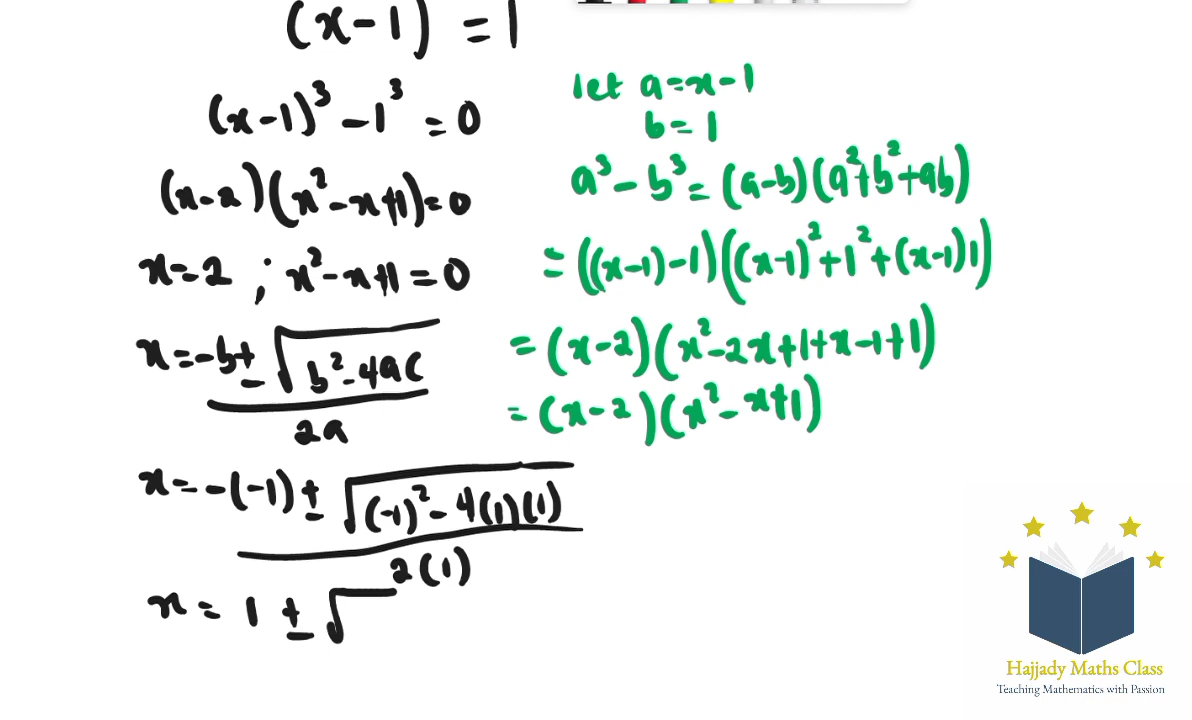 (x-1) = 1
(x-1)³ - 1³ = 0
(x-2)(x²-x+1)=0
x=2 ; x²-x+1=0
x=-b±√b²-4ac
2a
x=-(-1)±√(-1)²-4(1)(1)
2(1)
x = 1 ± √
let a=x-1
b=1
a³-b³=(a-b)(a²+b²+ab)
=((x-1)-1)((x-1)²+1²+(x-1)1)
=(x-2)(x²-2x+1+x-1+1)
=(x-2)(x²-x+1)
Hajjady Maths Class
Teaching Mathematics with Passion